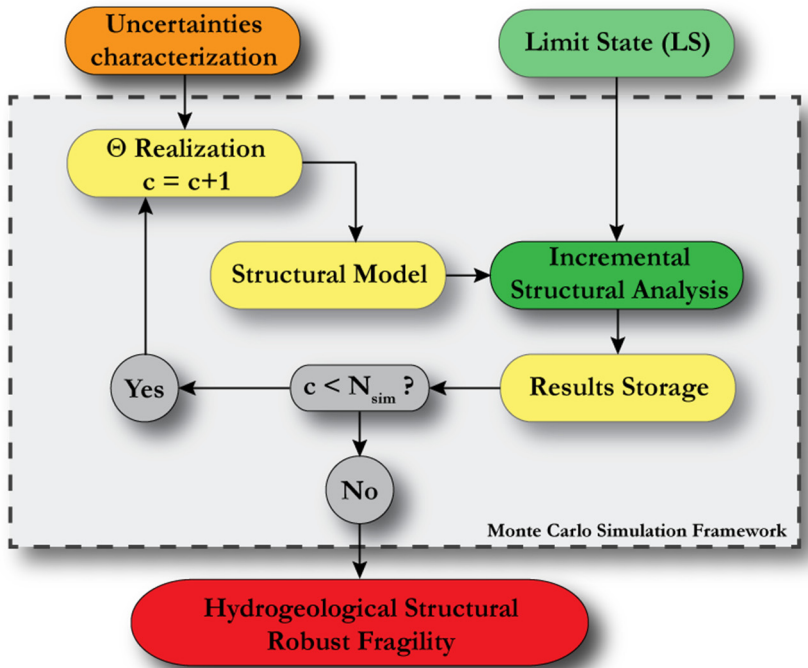 Uncertainties
characterization
Limit State (LS)
Θ Realization
c = c+1
Structural Model
Incremental
Structural Analysis
Yes
c < N_sim ?
Results Storage
No
Monte Carlo Simulation Framework
Hydrogeological Structural
Robust Fragility